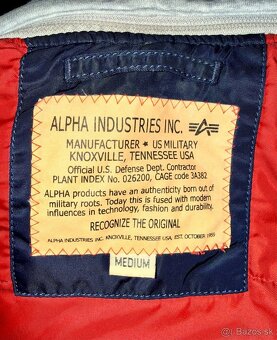 ALPHA INDUSTRIES INC.
MANUFACTURER ★ US MILITARY
KNOXVILLE, TENNESSEE USA
Official U.S. Defense Dept. Contractor
PLANT INDEX No. 026200, CAGE code 3A382
ALPHA products have an authenticity born out of
military roots. Today this is fused with modern
influences in technology, fashion and durability.
RECOGNIZE THE ORIGINAL
ALPHA INDUSTRIES INC. KNOXVILLE, TENNESSEE USA, EST. OCTOBER 1959
MEDIUM
Bazos.sk